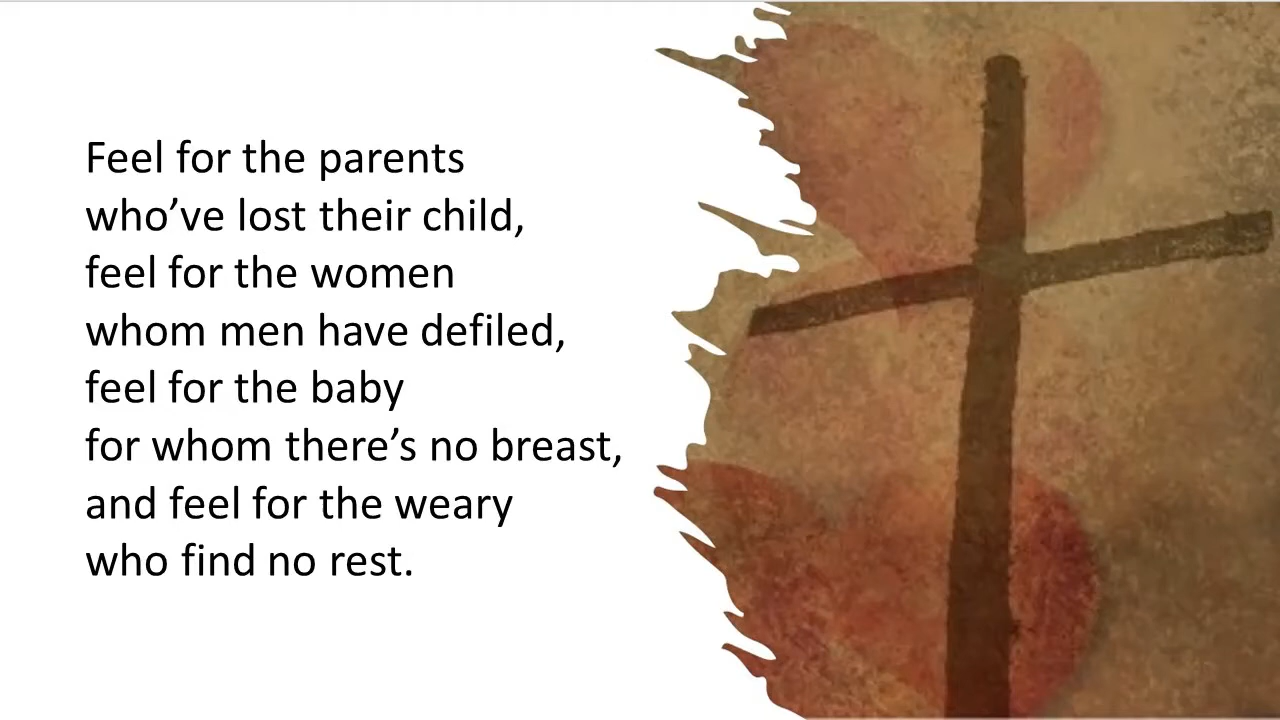 Feel for the parents
who’ve lost their child,
feel for the women
whom men have defiled,
feel for the baby
for whom there’s no breast,
and feel for the weary
who find no rest.